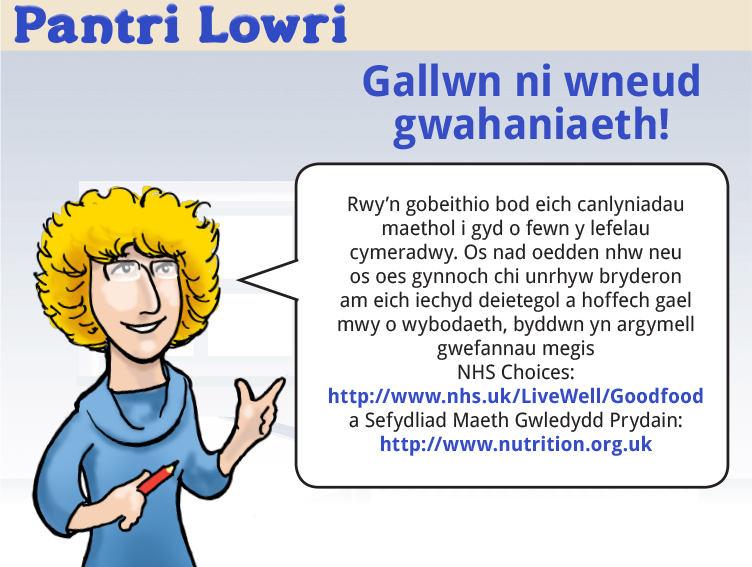 Pantri Lowri
Gallwn ni wneud
gwahaniaeth!
Rwy’n gobeithio bod eich canlyniadau
maethol i gyd o fewn y lefelau
cymeradwy. Os nad oedden nhw neu
os oes gynnoch chi unrhyw bryderon
am eich iechyd deietegol a hoffech gael
mwy o wybodaeth, byddwn yn argymell
gwefannau megis
NHS Choices:
http://www.nhs.uk/LiveWell/Goodfood
a Sefydliad Maeth Gwledydd Prydain:
http://www.nutrition.org.uk